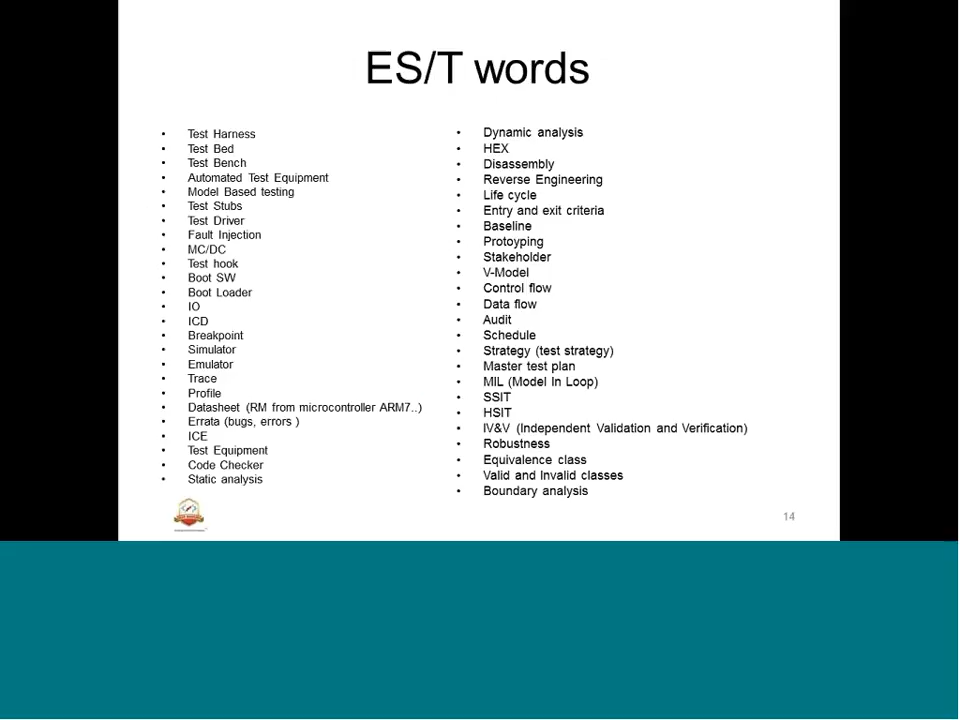 ES/T words
Test Harness
Test Bed
Test Bench
Automated Test Equipment
Model Based testing
Test Stubs
Test Driver
Fault Injection
MC/DC
Test hook
Boot SW
Boot Loader
IO
ICD
Breakpoint
Simulator
Emulator
Trace
Profile
Datasheet (RM from microcontroller ARM7..)
Errata (bugs, errors )
ICE
Test Equipment
Code Checker
Static analysis
Dynamic analysis
HEX
Disassembly
Reverse Engineering
Life cycle
Entry and exit criteria
Baseline
Protoyping
Stakeholder
V-Model
Control flow
Data flow
Audit
Schedule
Strategy (test strategy)
Master test plan
MIL (Model In Loop)
SSIT
HSIT
IV&V (Independent Validation and Verification)
Robustness
Equivalence class
Valid and Invalid classes
Boundary analysis
14